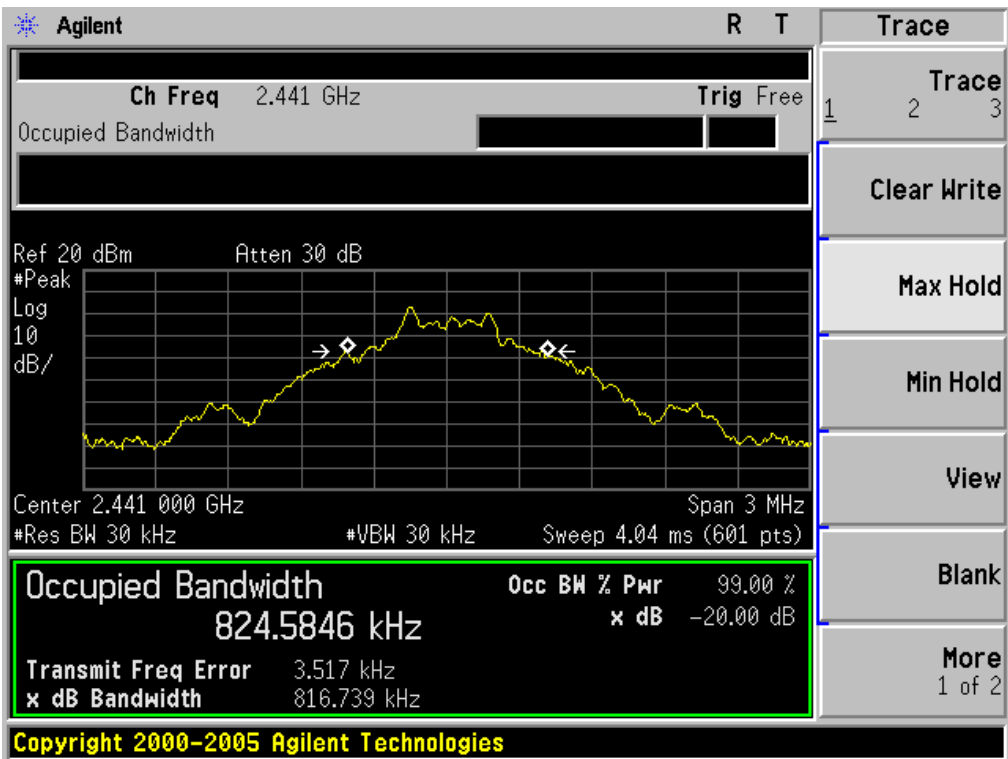 Agilent R T Trace
Ch Freq 2.441 GHz Trig Free
Occupied Bandwidth
Ref 20 dBm Atten 30 dB
#Peak
Log
10
dB/
Center 2.441 000 GHz Span 3 MHz
#Res BW 30 kHz #VBW 30 kHz Sweep 4.04 ms (601 pts)
Occupied Bandwidth Occ BW % Pwr 99.00 %
824.5846 kHz x dB -20.00 dB
Transmit Freq Error 3.517 kHz
x dB Bandwidth 816.739 kHz
Copyright 2000-2005 Agilent Technologies
Trace
1 2 3
Clear Write
Max Hold
Min Hold
View
Blank
More
1 of 2